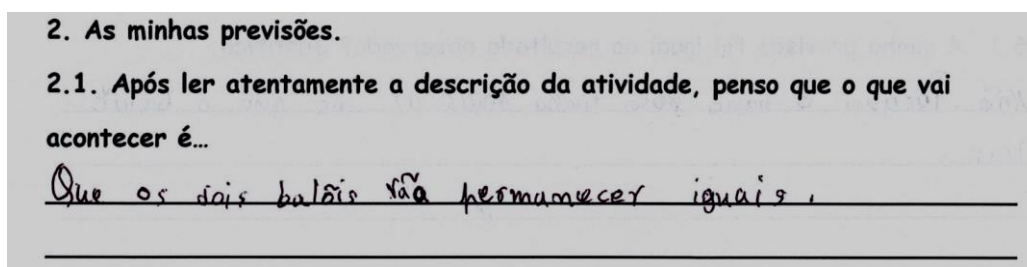 2. As minhas previsões.
2.1. Após ler atentamente a descrição da atividade, penso que o que vai
acontecer é...
Que os dois balõis vão permanecer iguais.